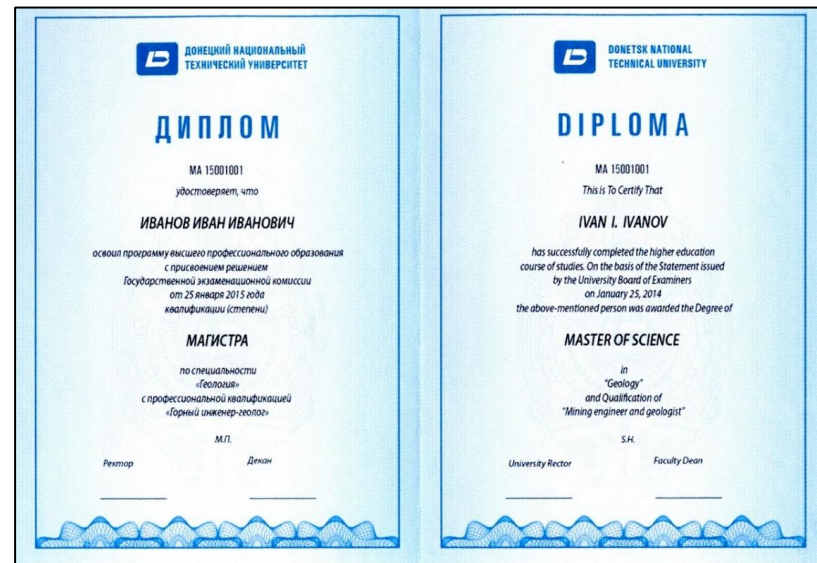 ДОНЕЦКИЙ НАЦИОНАЛЬНЫЙ
ТЕХНИЧЕСКИЙ УНИВЕРСИТЕТ
ДИПЛОМ
МА 15001001
удостоверяет, что
ИВАНОВ ИВАН ИВАНОВИЧ
освоил программу высшего профессионального образования
с присвоением решением
Государственной экзаменационной комиссии
от 25 января 2015 года
квалификации (степени)
МАГИСТРА
по специальности
«Геология»
с профессиональной квалификацией
«Горный инженер-геолог»
М.П.
Ректор Декан
DONETSK NATIONAL
TECHNICAL UNIVERSITY
DIPLOMA
MA 15001001
This is To Certify That
IVAN I. IVANOV
has successfully completed the higher education
course of studies. On the basis of the Statement issued
by the University Board of Examiners
on January 25, 2014
the above-mentioned person was awarded the Degree of
MASTER OF SCIENCE
in
"Geology"
and Qualification of
"Mining engineer and geologist"
S.H.
University Rector Faculty Dean